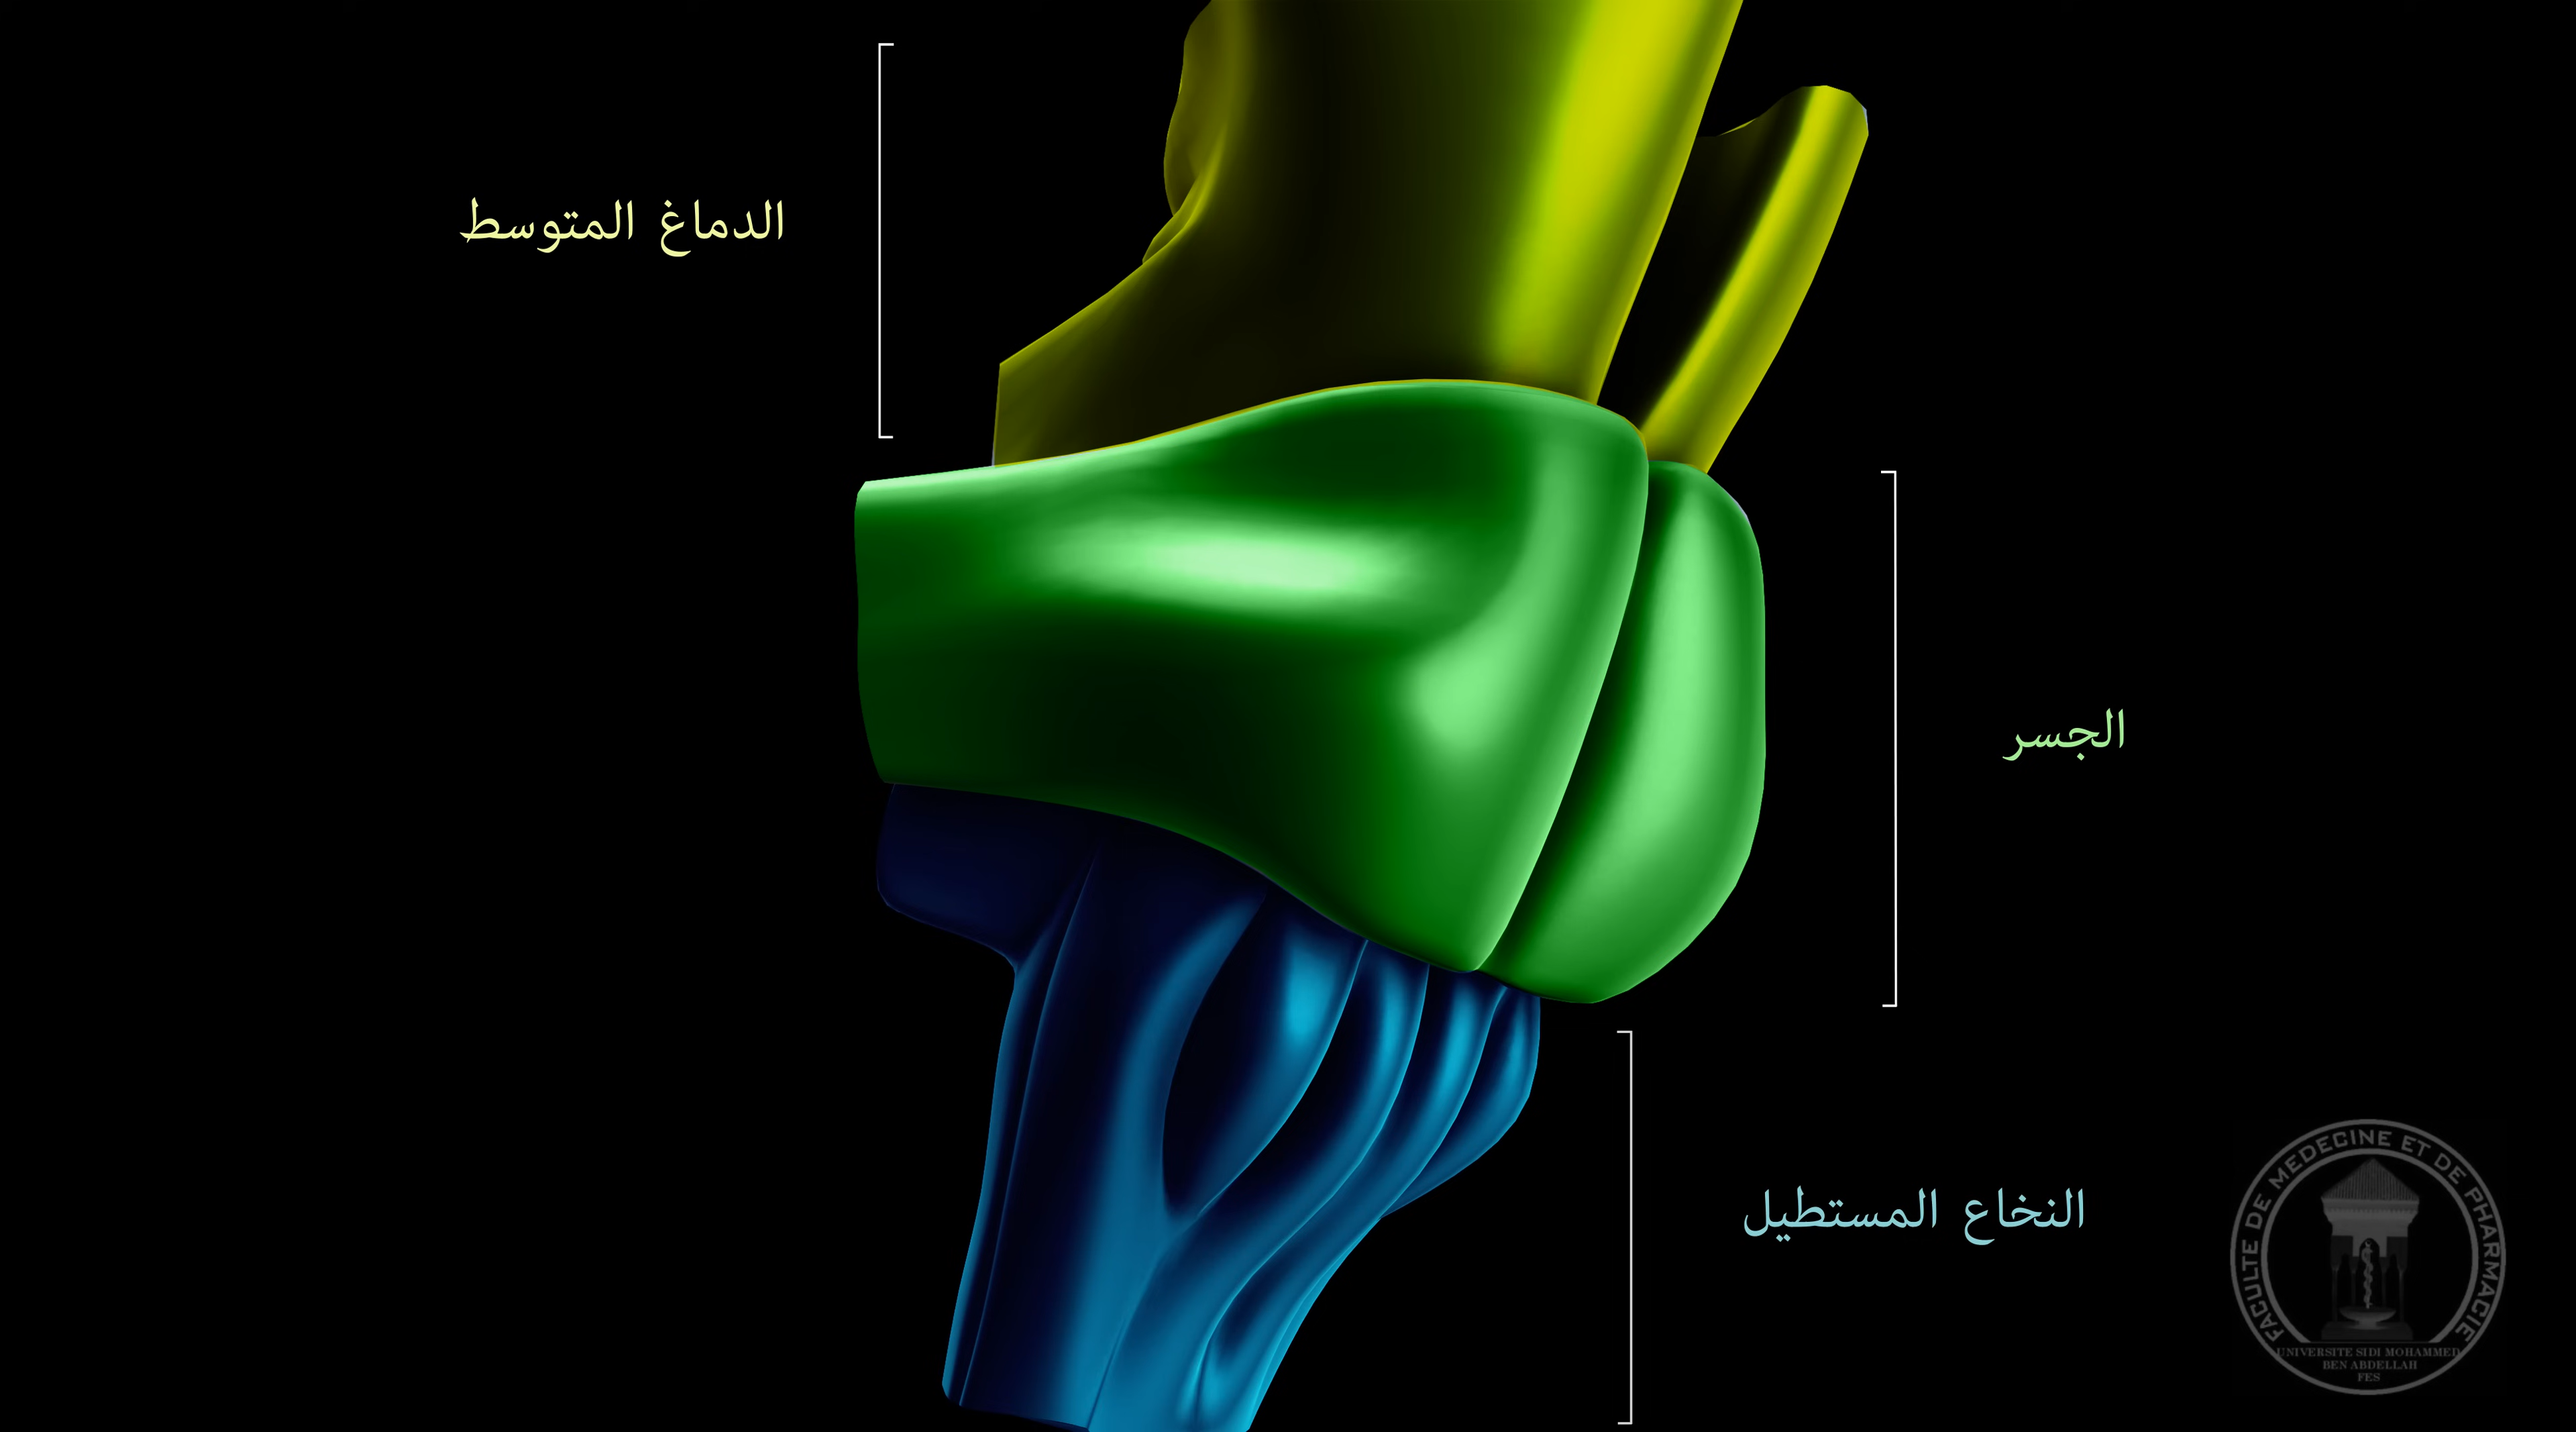 الدماغ المتوسط
الجسر
النخاع المستطيل
FACULTE DE MEDECINE ET DE PHARMACIE
UNIVERSITE SIDI MOHAMMED
BEN ABDELLAH
FES